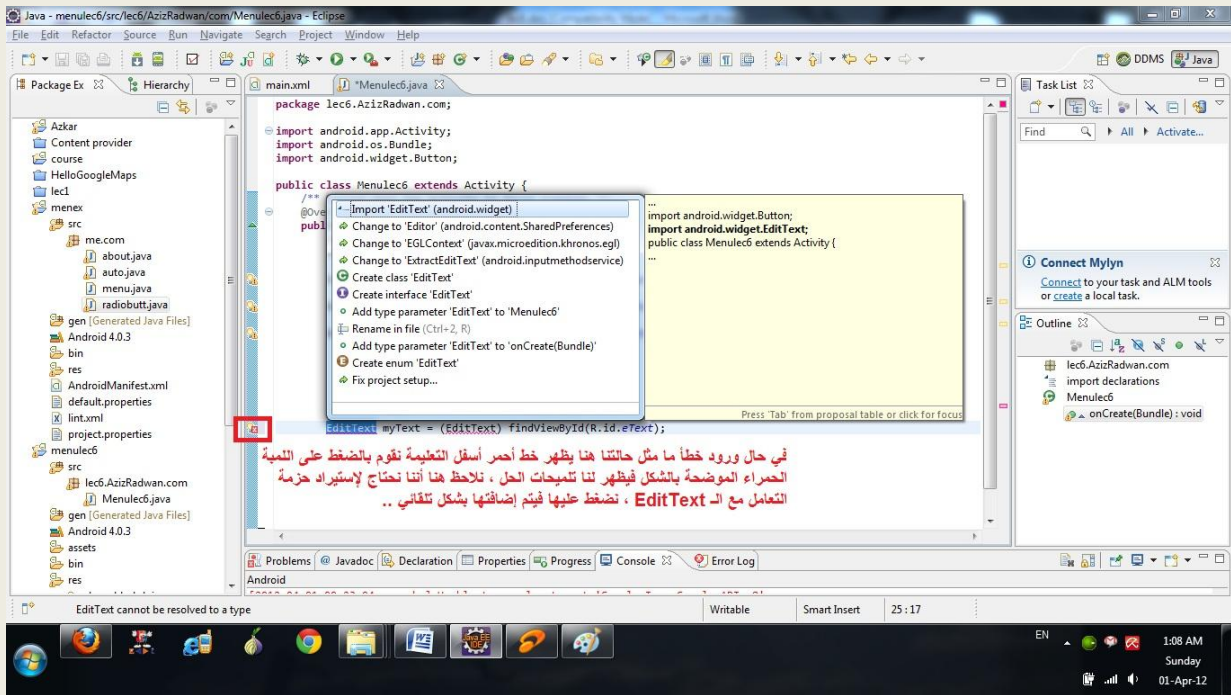 Java - menulec6/src/lec6/AzizRadwan/com/Menulec6.java - Eclipse
File Edit Refactor Source Run Navigate Search Project Window Help
DDMS Java
Package Ex Hierarchy
Azkar
Content provider
course
HelloGoogleMaps
lec1
menex
src
me.com
about.java
auto.java
menu.java
radiobutt.java
gen [Generated Java Files]
Android 4.0.3
bin
res
AndroidManifest.xml
default.properties
lint.xml
project.properties
menulec6
src
lec6.AzizRadwan.com
Menulec6.java
gen [Generated Java Files]
Android 4.0.3
assets
bin
res
main.xml *Menulec6.java
package lec6.AzizRadwan.com;
import android.app.Activity;
import android.os.Bundle;
import android.widget.Button;
public class Menulec6 extends Activity {
/**
@Ove
publ
Import 'EditText' (android.widget)
Change to 'Editor' (android.content.SharedPreferences)
Change to 'EGLContext' (javax.microedition.khronos.egl)
Change to 'ExtractEditText' (android.inputmethodservice)
Create class 'EditText'
Create interface 'EditText'
Add type parameter 'EditText' to 'Menulec6'
Rename in file (Ctrl+2, R)
Add type parameter 'EditText' to 'onCreate(Bundle)'
Create enum 'EditText'
Fix project setup...
...
import android.widget.Button;
import android.widget.EditText;
public class Menulec6 extends Activity {
...
Press 'Tab' from proposal table or click for focus
EditText myText = (EditText) findViewById(R.id.eText);
في حال ورود خطأ ما مثل حالتنا هنا يظهر خط أحمر أسفل التعليمة نقوم بالضغط على اللمبة
الحمراء الموضحة بالشكل فيظهر لنا تلميحات الحل ، نلاحظ هنا أننا نحتاج لإستيراد حزمة
التعامل مع الـ EditText ، نضغط عليها فيتم إضافتها بشكل تلقائي ..
Task List
Find All Activate...
Connect Mylyn
Connect to your task and ALM tools
or create a local task.
Outline
lec6.AzizRadwan.com
import declarations
Menulec6
onCreate(Bundle) : void
Problems Javadoc Declaration Properties Progress Console Error Log
Android
EditText cannot be resolved to a type Writable Smart Insert 25 : 17
EN
1:08 AM
Sunday
01-Apr-12